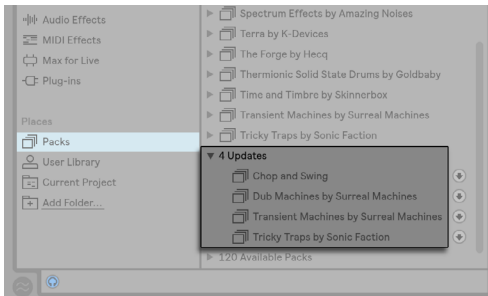 Audio Effects
MIDI Effects
Max for Live
Plug-ins
Places
Packs
User Library
Current Project
Add Folder...
Spectrum Effects by Amazing Noises
Terra by K-Devices
The Forge by Hecq
Thermionic Solid State Drums by Goldbaby
Time and Timbre by Skinnerbox
Transient Machines by Surreal Machines
Tricky Traps by Sonic Faction
4 Updates
Chop and Swing
Dub Machines by Surreal Machines
Transient Machines by Surreal Machines
Tricky Traps by Sonic Faction
120 Available Packs